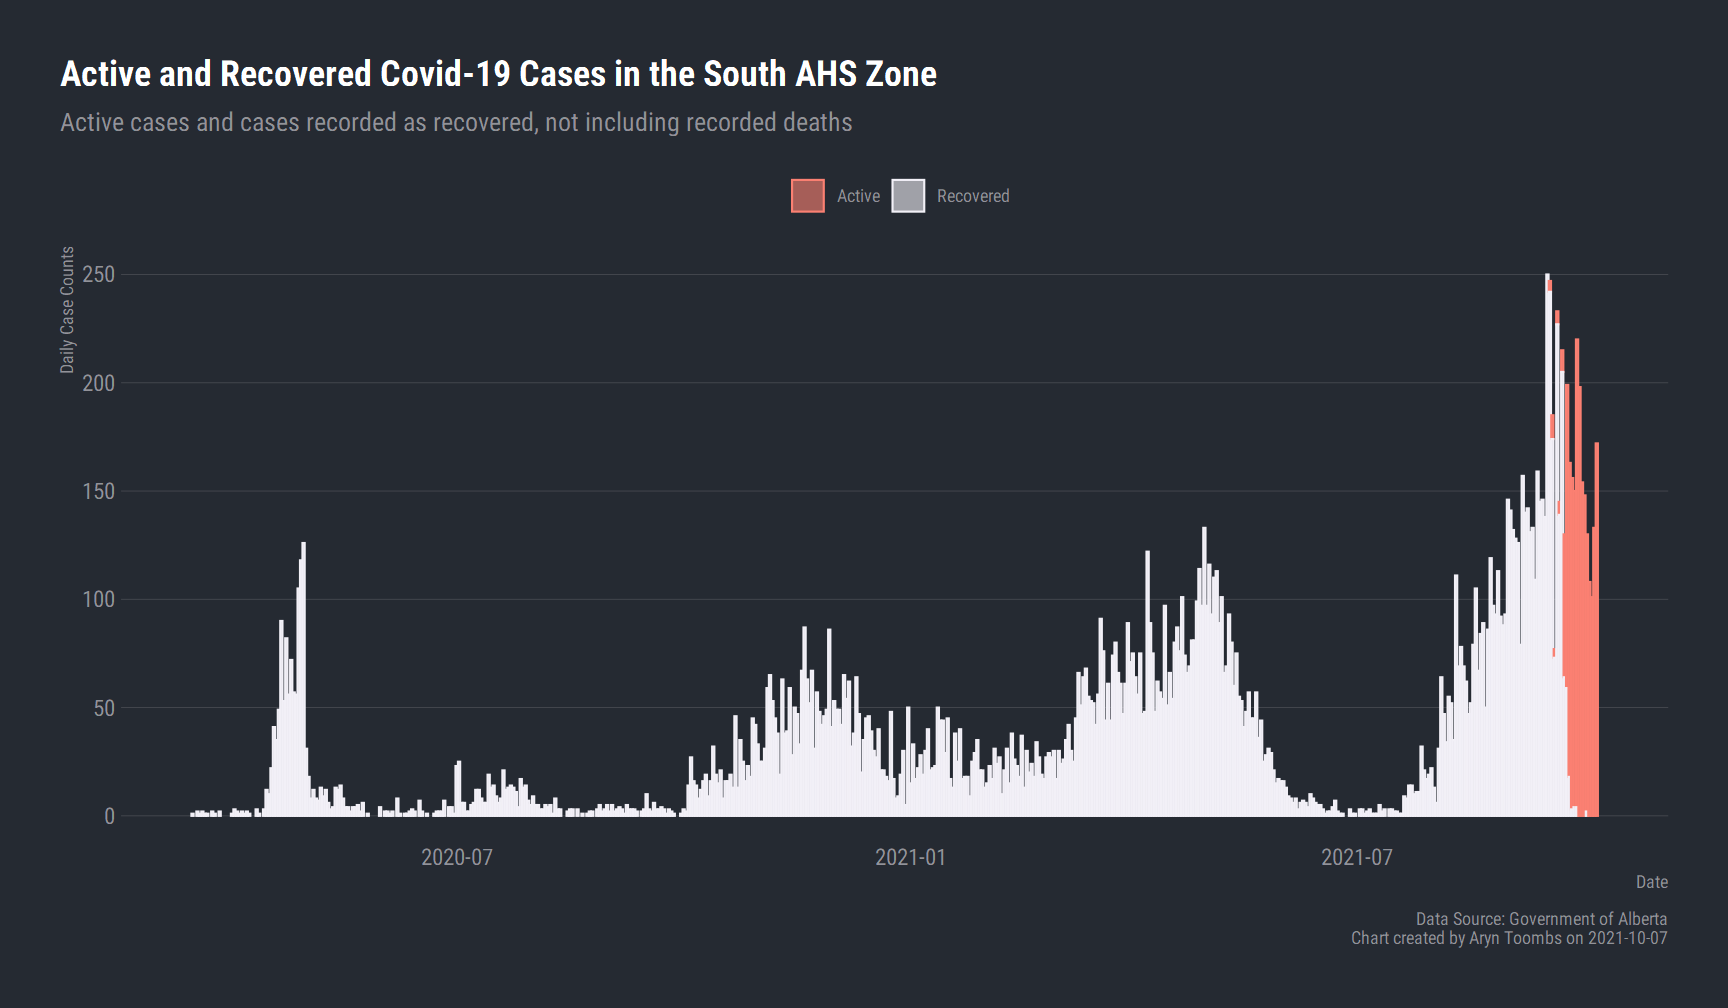 Active and Recovered Covid-19 Cases in the South AHS Zone
Active cases and cases recorded as recovered, not including recorded deaths
Active
Recovered
Daily Case Counts
250
200
150
100
50
0
2020-07
2021-01
2021-07
Date
Data Source: Government of Alberta
Chart created by Aryn Toombs on 2021-10-07